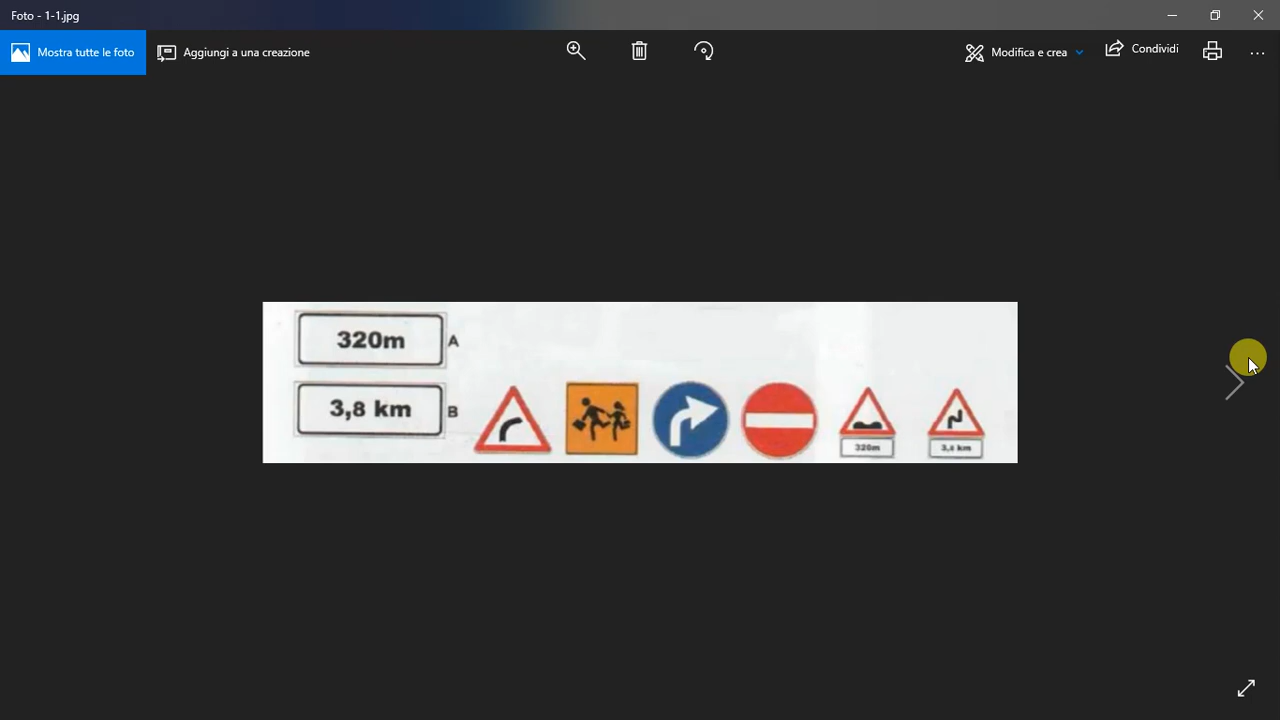 Foto - 1-1.jpg
Mostra tutte le foto
Aggiungi a una creazione
Modifica e crea
Condividi
320m
A
3,8 km
B
320m
3,8 km